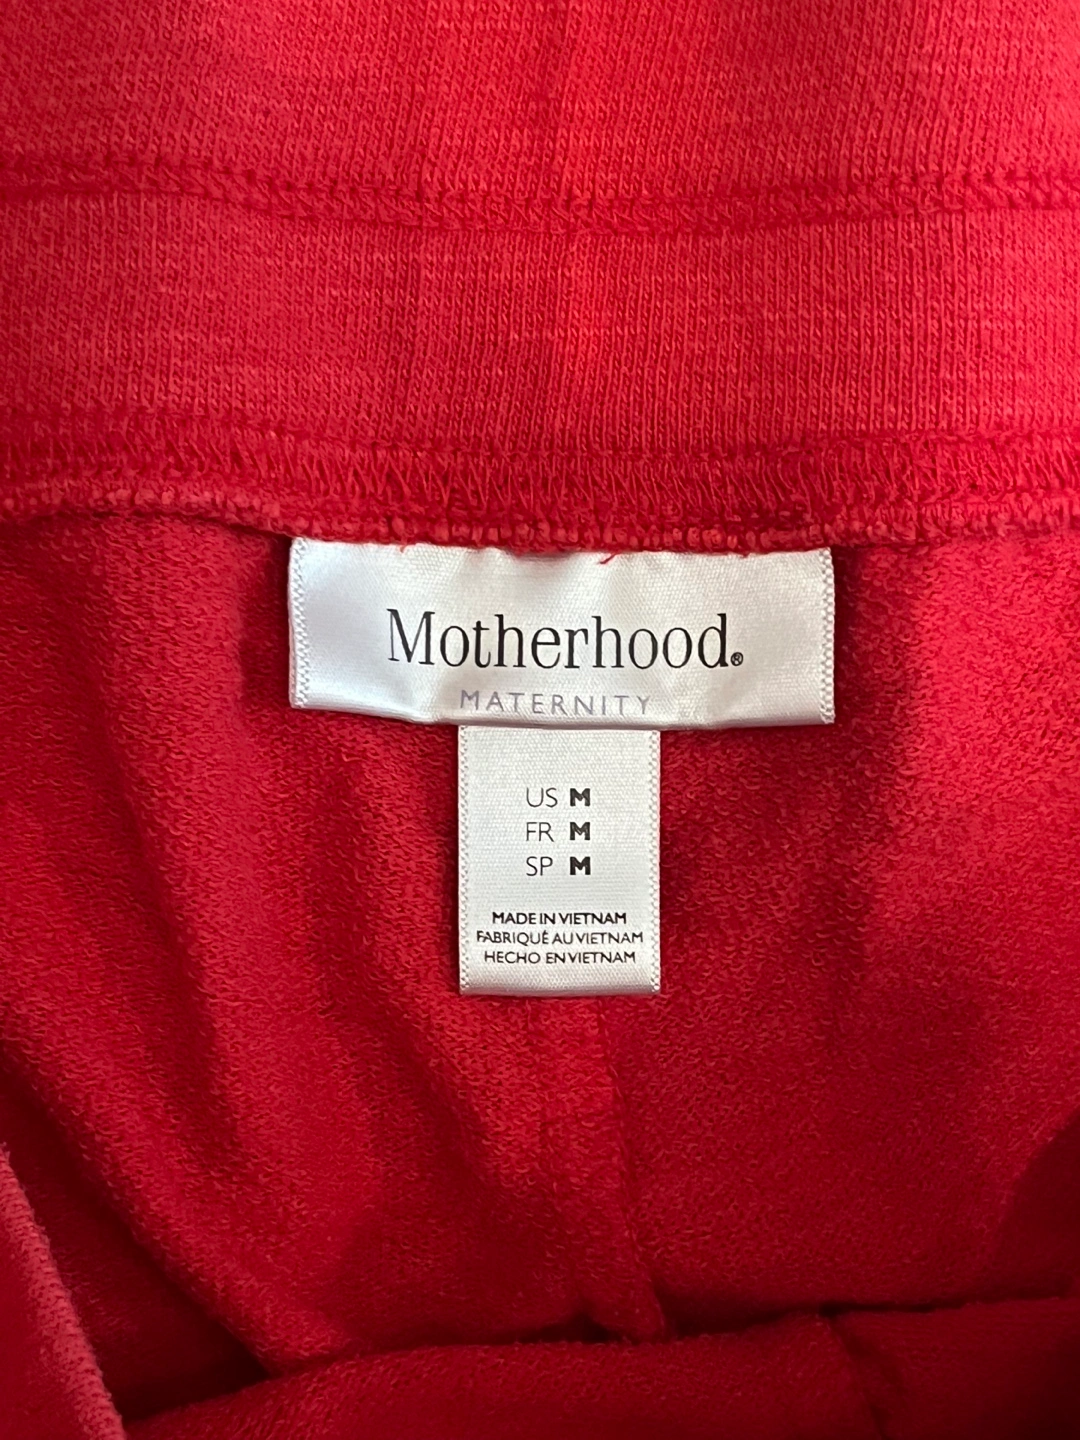 Motherhood.®
MATERNITY
US M
FR M
SP M
MADE IN VIETNAM
FABRIQUÉ AU VIETNAM
HECHO EN VIETNAM